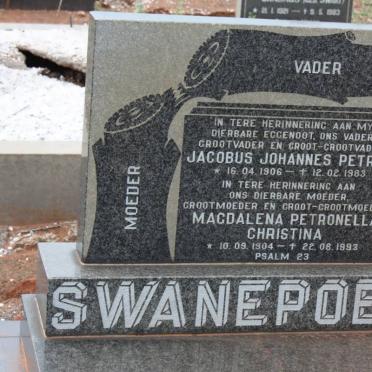 VADER
MOEDER
IN TERE HERINNERING AAN MY
DIERBARE EGGENOOT, ONS VADER
GROOTVADER EN GROOT-GROOTVAD
JACOBUS JOHANNES PETR
* 16.04.1906 — † 12.02.1983
IN TERE HERINNERING AAN
ONS DIERBARE MOEDER,
GROOTMOEDER EN GROOT-GROOTMOE
MAGDALENA PETRONELLA
CHRISTINA
* 10.09.1904 — † 22.06.1993
PSALM 23
SWANEPOE